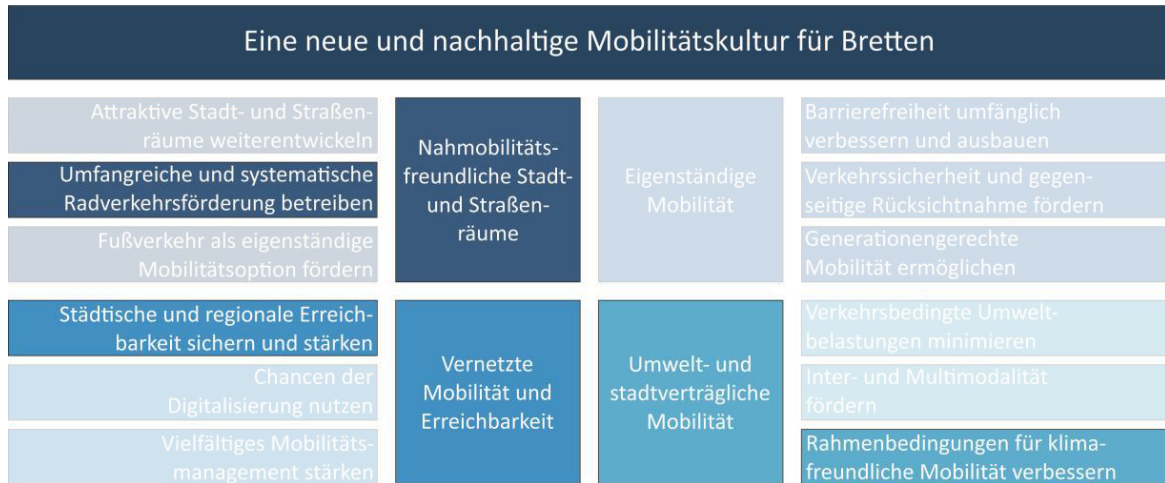 Eine neue und nachhaltige Mobilitätskultur für Bretten
Attraktive Stadt- und Straßen-
räume weiterentwickeln
Umfangreiche und systematische
Radverkehrsförderung betreiben
Fußverkehr als eigenständige
Mobilitätsoption fördern
Nahmobilitäts-
freundliche Stadt-
und Straßen-
räume
Eigenständige
Mobilität
Barrierefreiheit umfänglich
verbessern und ausbauen
Verkehrssicherheit und gegen-
seitige Rücksichtnahme fördern
Generationengerechte
Mobilität ermöglichen
Städtische und regionale Erreich-
barkeit sichern und stärken
Chancen der
Digitalisierung nutzen
Vielfältiges Mobilitäts-
management stärken
Vernetzte
Mobilität und
Erreichbarkeit
Umwelt- und
stadtverträgliche
Mobilität
Verkehrsbedingte Umwelt-
belastungen minimieren
Inter- und Multimodalität
fördern
Rahmenbedingungen für klima-
freundliche Mobilität verbessern